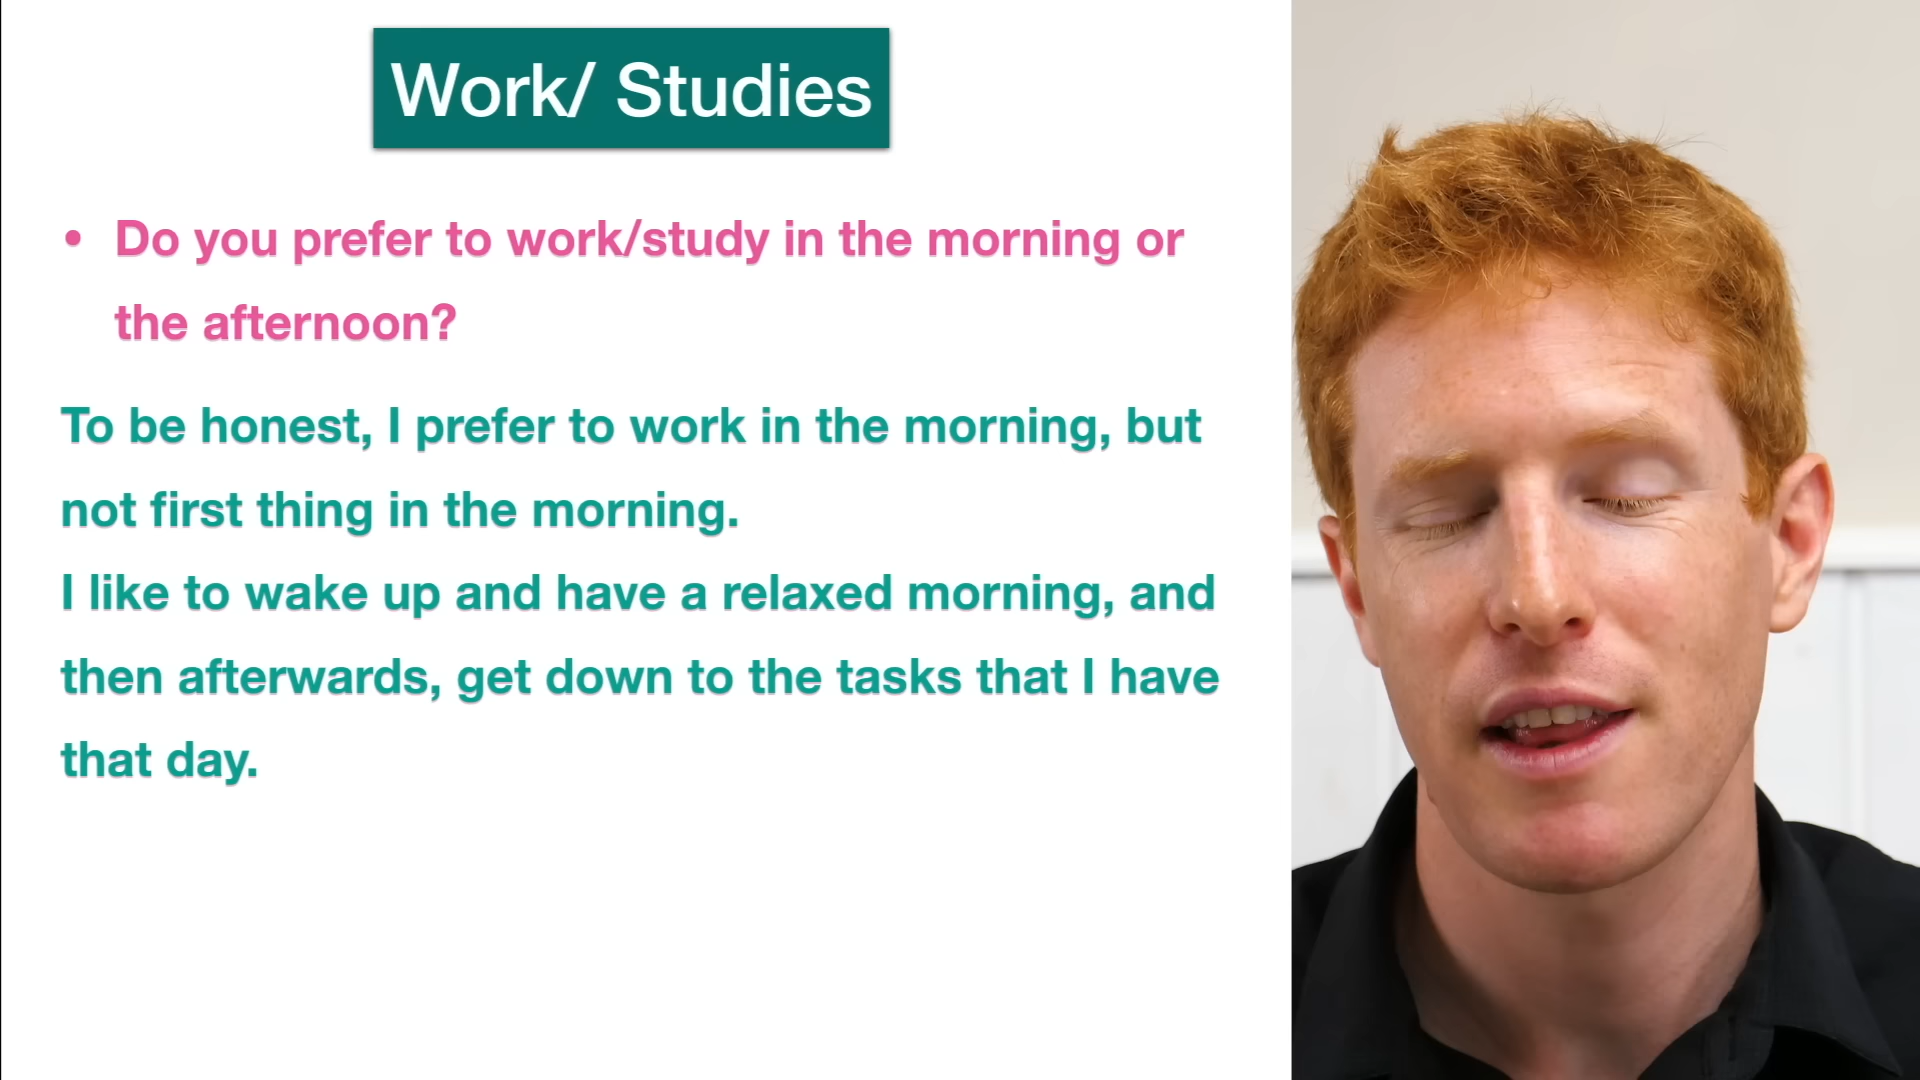 Work/ Studies
• Do you prefer to work/study in the morning or
the afternoon?
To be honest, I prefer to work in the morning, but
not first thing in the morning.
I like to wake up and have a relaxed morning, and
then afterwards, get down to the tasks that I have
that day.